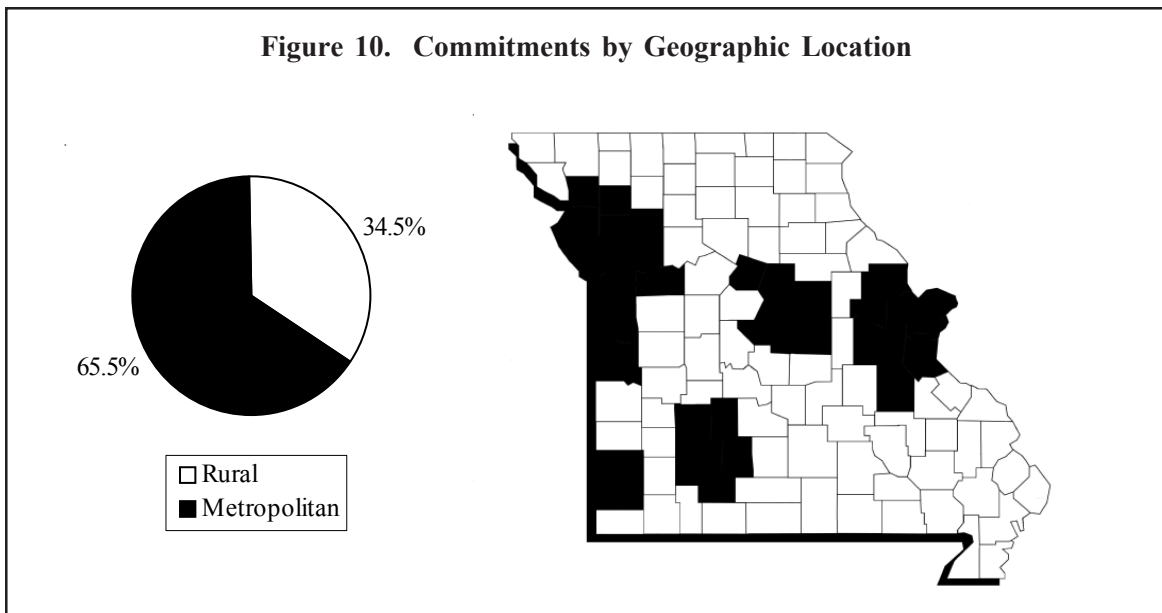 Figure 10. Commitments by Geographic Location
34.5%
65.5%
Rural
Metropolitan